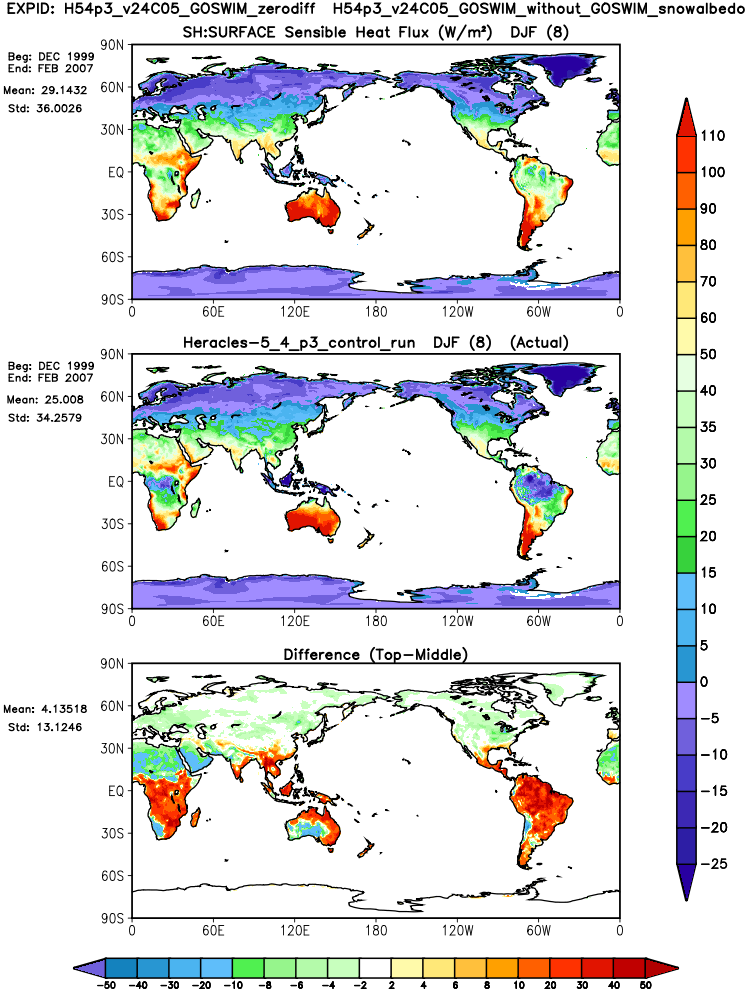 EXPID: H54p3_v24C05_GOSWIM_zerodiff H54p3_v24C05_GOSWIM_without_GOSWIM_snowalbedo
SH:SURFACE Sensible Heat Flux (W/m²) DJF (8)
Beg: DEC 1999
End: FEB 2007
Mean: 29.1432
Std: 36.0026
90N
60N
30N
EQ
30S
60S
90S
0 60E 120E 180 120W 60W 0
Heracles-5_4_p3_control_run DJF (8) (Actual)
Beg: DEC 1999
End: FEB 2007
Mean: 25.008
Std: 34.2579
90N
60N
30N
EQ
30S
60S
90S
0 60E 120E 180 120W 60W 0
Difference (Top-Middle)
Mean: 4.13518
Std: 13.1246
90N
60N
30N
EQ
30S
60S
90S
0 60E 120E 180 120W 60W 0
110
100
90
80
70
60
50
40
35
30
25
20
15
10
5
0
-5
-10
-15
-20
-25
-50 -40 -30 -20 -10 -8 -6 -4 -2 2 4 6 8 10 20 30 40 50